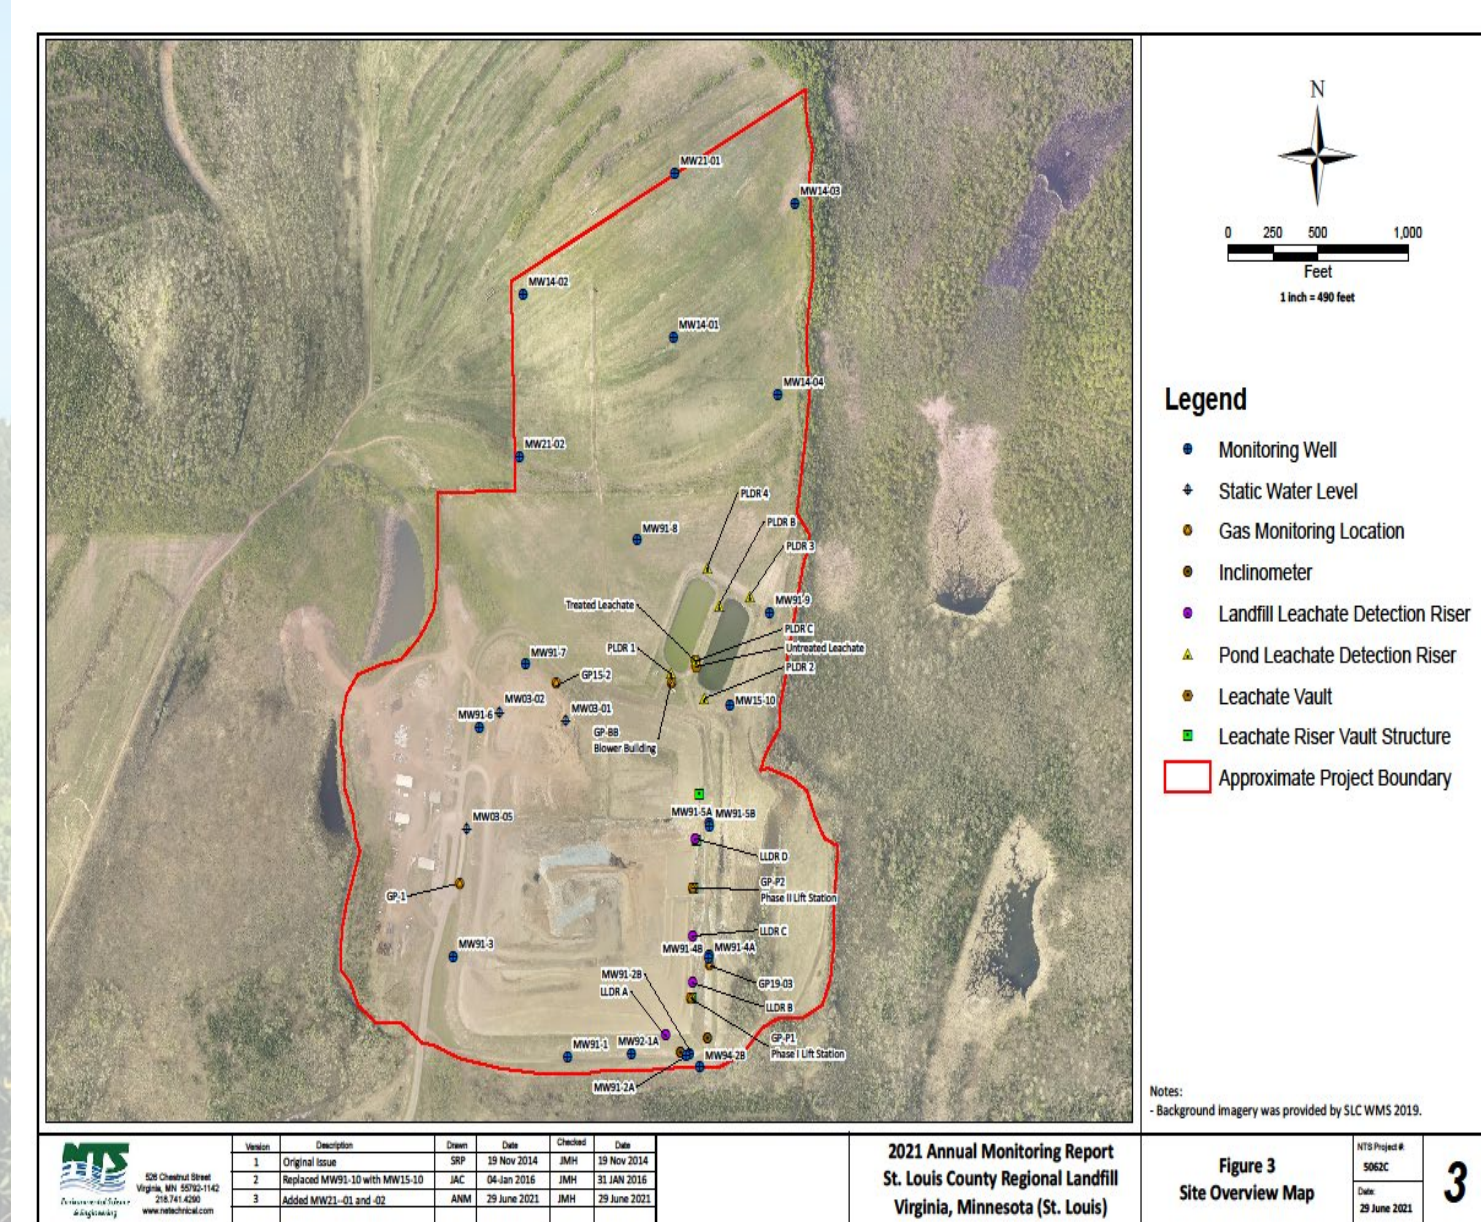 MW21-01
MW14-03
MW14-02
MW14-01
MW14-04
MW21-02
PLDR 4
PLDR B
MW91-8
PLDR 3
Treated Leachate
MW91-9
PLDR C
Untreated Leachate
PLDR 1
MW91-7
PLDR 2
GP15-2
MW03-02
MW15-10
MW91-6
MW03-01
GP-BB
Blower Building
MW91-5A MW91-5B
MW03-05
LLDR D
GP-P2
Phase II Lift Station
GP-1
LLDR C
MW91-3
MW91-4B MW91-4A
MW91-2B
GP19-03
LLDR A
LLDR B
GP-P1
Phase I Lift Station
MW91-1
MW92-1A
MW94-2B
MW91-2A
N
0 250 500 1,000
Feet
1 inch = 490 feet
Legend
Monitoring Well
Static Water Level
Gas Monitoring Location
Inclinometer
Landfill Leachate Detection Riser
Pond Leachate Detection Riser
Leachate Vault
Leachate Riser Vault Structure
Approximate Project Boundary
Notes:
- Background imagery was provided by SLC WMS 2019.
NTS
Environmental Science
& Engineering
526 Chestnut Street
Virginia, MN 55792-1142
218.741.4290
www.netechnical.com
Version Description Drawn Date Checked Date
1 Original Issue SRP 19 Nov 2014 JMH 19 Nov 2014
2 Replaced MW91-10 with MW15-10 JAC 04-Jan 2016 JMH 31 JAN 2016
3 Added MW21--01 and -02 ANM 29 June 2021 JMH 29 June 2021
2021 Annual Monitoring Report
St. Louis County Regional Landfill
Virginia, Minnesota (St. Louis)
Figure 3
Site Overview Map
NTS Project #:
5062C
Date:
29 June 2021
3